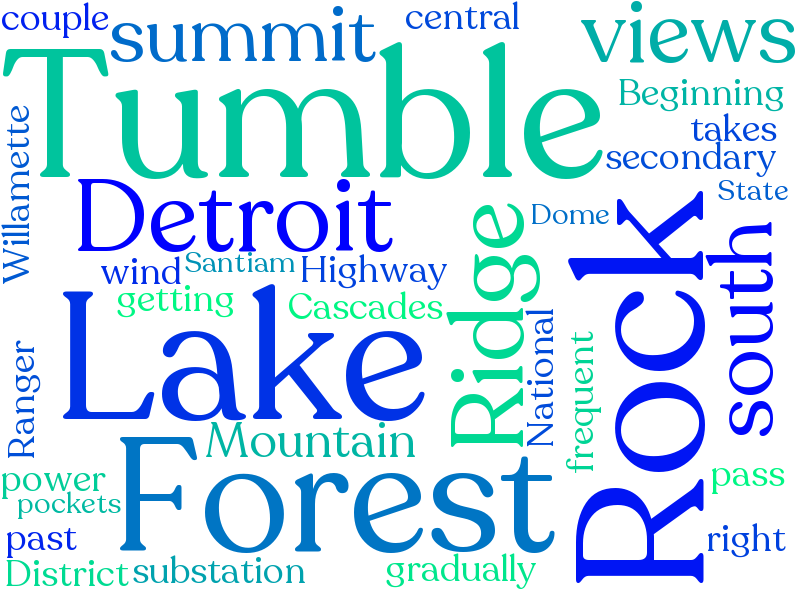 couple
summit
central
views
Tumble
Beginning
takes
secondary
State
Willamette
Detroit
Dome
Rock
south
wind
Santiam
Highway
Ridge
getting
Cascades
Lake
National
frequent
Ranger
Mountain
Forest
power
pockets
pass
past
right
District
substation
gradually